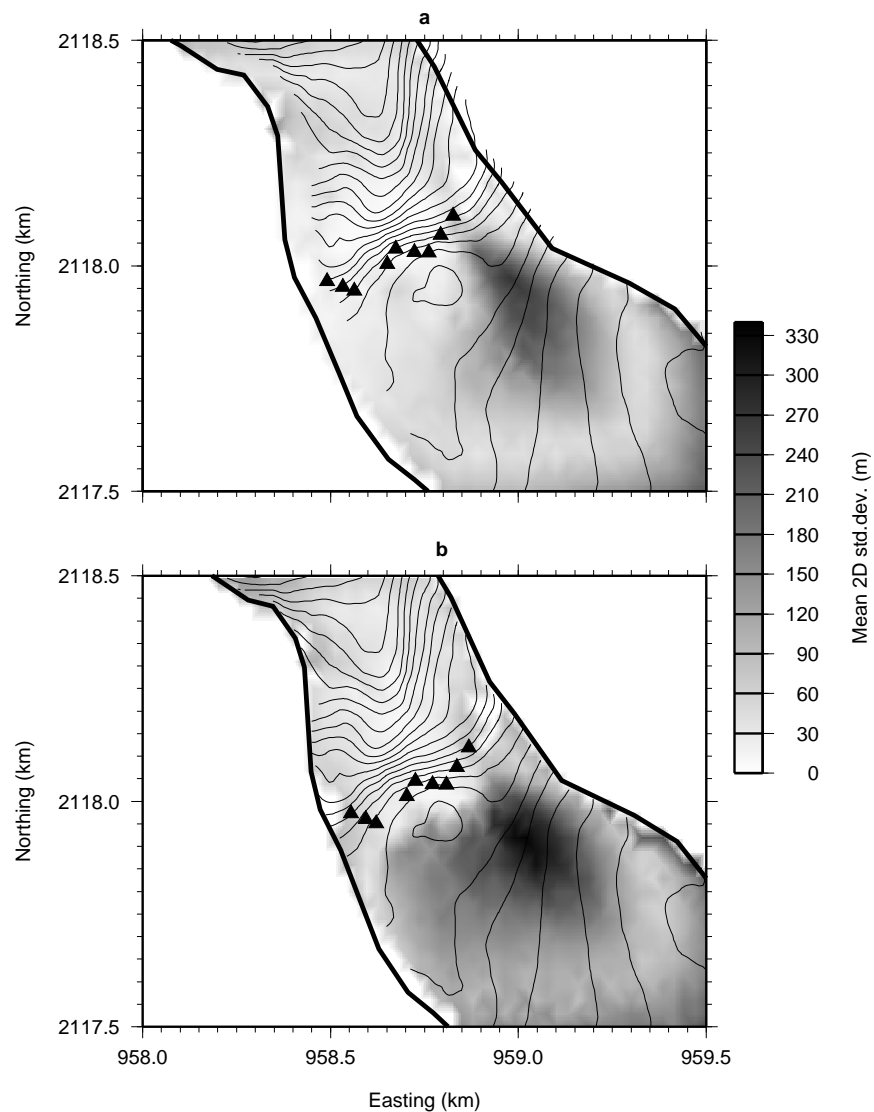 a
2118.5
2118.0
2117.5
Northing (km)
b
2118.5
2118.0
2117.5
Northing (km)
958.0 958.5 959.0 959.5
Easting (km)
330
300
270
240
210
180
150
120
90
60
30
0
Mean 2D std.dev. (m)